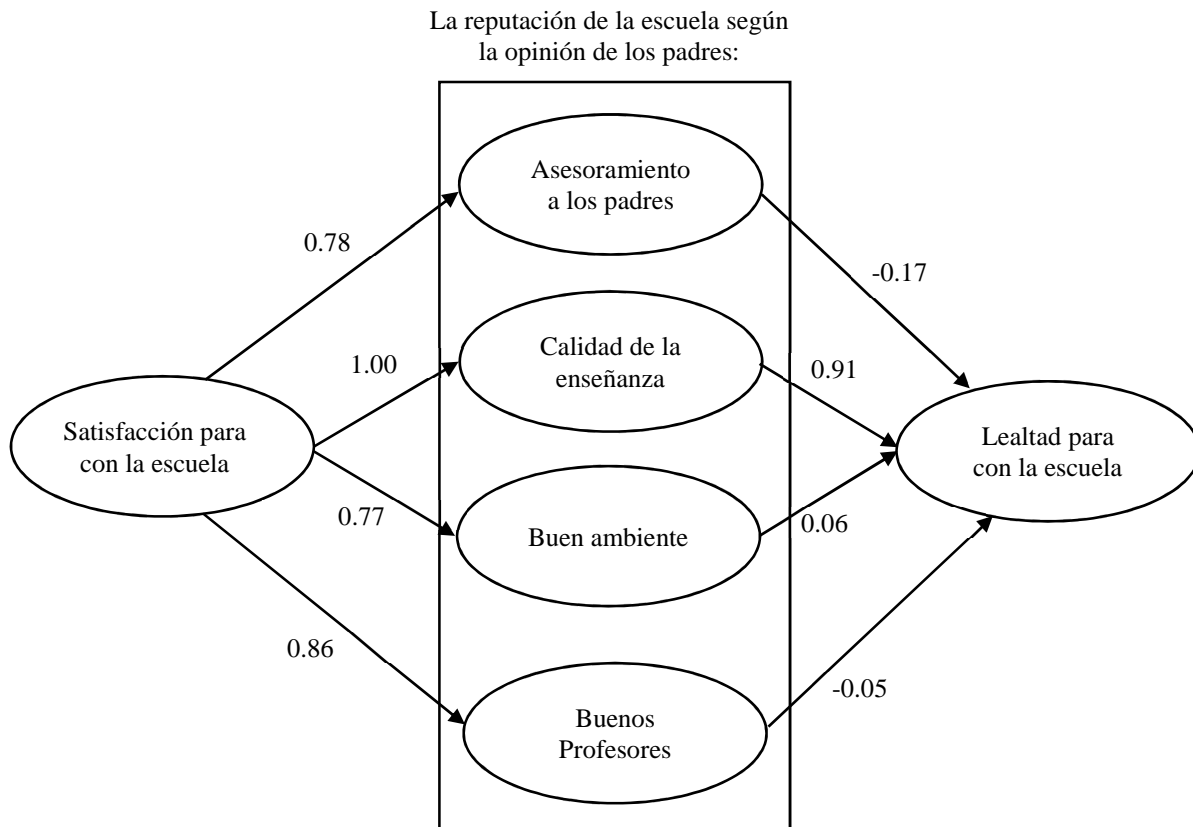 La reputación de la escuela según
la opinión de los padres:
Asesoramiento
a los padres
0.78
-0.17
Calidad de la
enseñanza
1.00
0.91
Satisfacción para
con la escuela
Lealtad para
con la escuela
0.77
Buen ambiente
0.06
0.86
-0.05
Buenos
Profesores